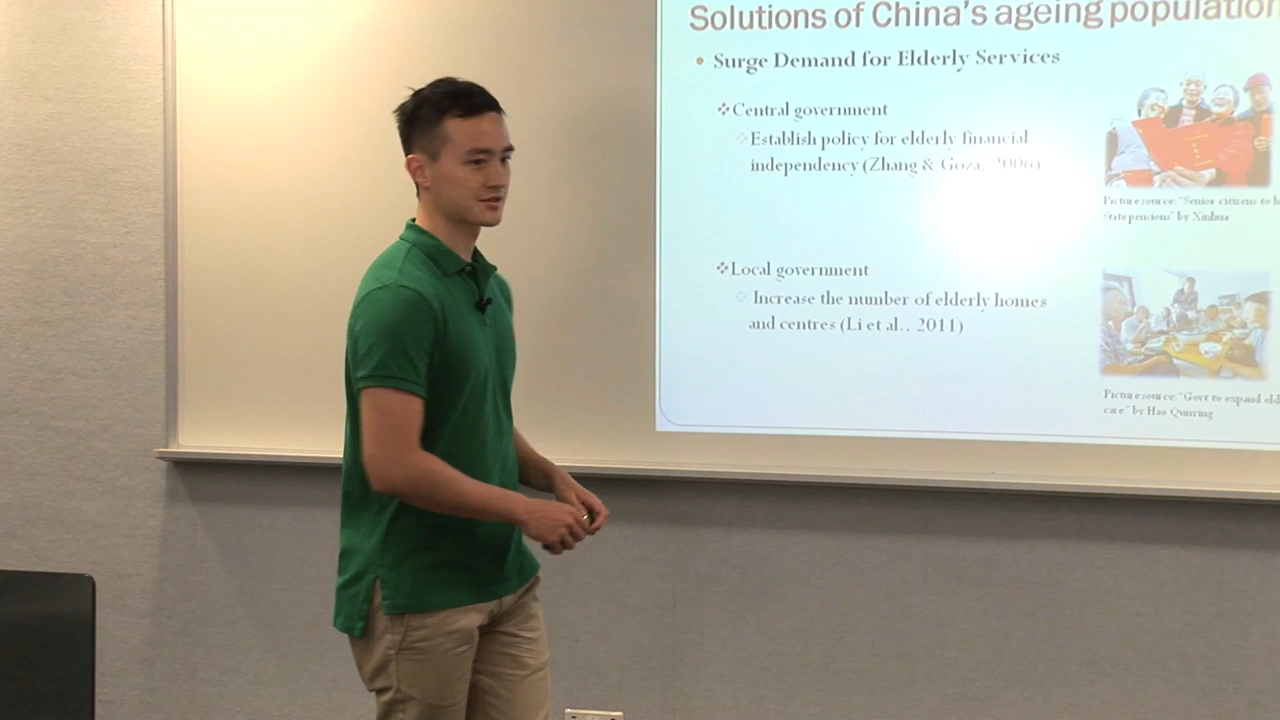 Solutions of China's ageing population
• Surge Demand for Elderly Services
❖Central government
Establish policy for elderly financial
independency (Zhang & Goza, 2006)
Picture source: "Senior citizens to
State pensions" by Xinhua
❖Local government
Increase the number of elderly homes
and centres (Li et al., 2011)
Picture source: "Govt to expand
care" by Hao Qunying